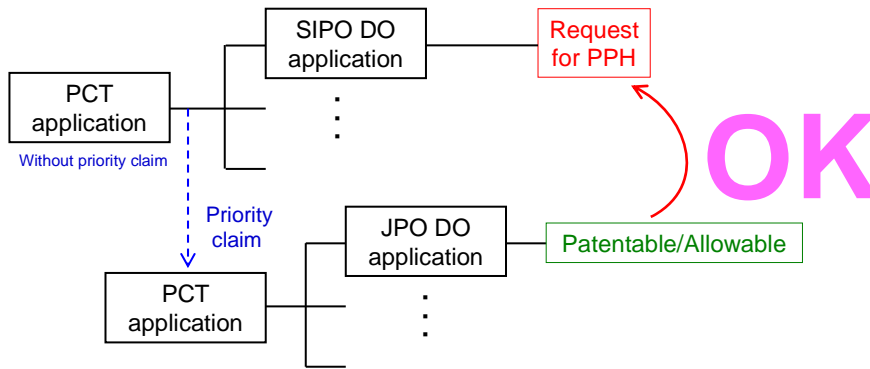 SIPO DO
application
Request
for PPH
PCT
application
Without priority claim
OK
Priority
claim
JPO DO
application
Patentable/Allowable
PCT
application